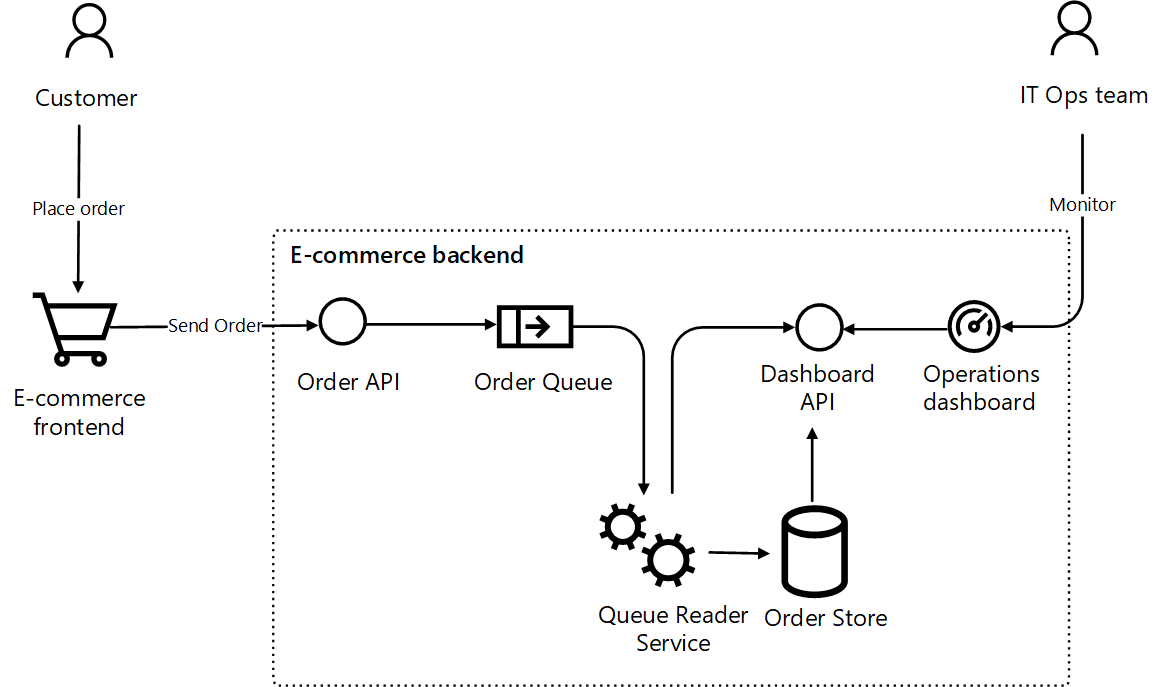 Customer
IT Ops team
Place order
Monitor
E-commerce backend
Send Order
E-commerce
frontend
Order API
Order Queue
Dashboard
API
Operations
dashboard
Queue Reader
Service
Order Store